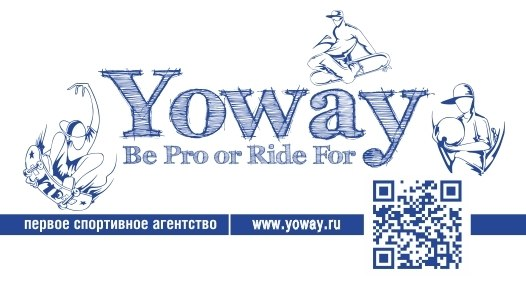 Yoway
Be Pro or Ride For
первое спортивное агентство
www.yoway.ru